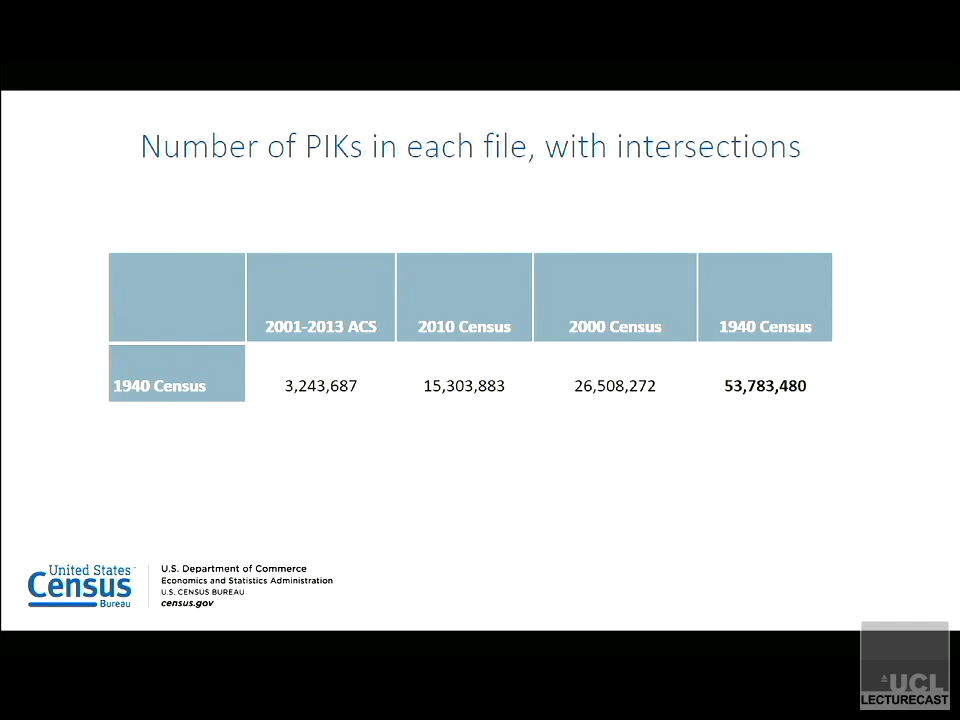 Number of PIKs in each file, with intersections
2001-2013 ACS 2010 Census 2000 Census 1940 Census
1940 Census 3,243,687 15,303,883 26,508,272 53,783,480
United States
Census
Bureau
U.S. Department of Commerce
Economics and Statistics Administration
U.S. CENSUS BUREAU
census.gov
UCL
LECTURECAST